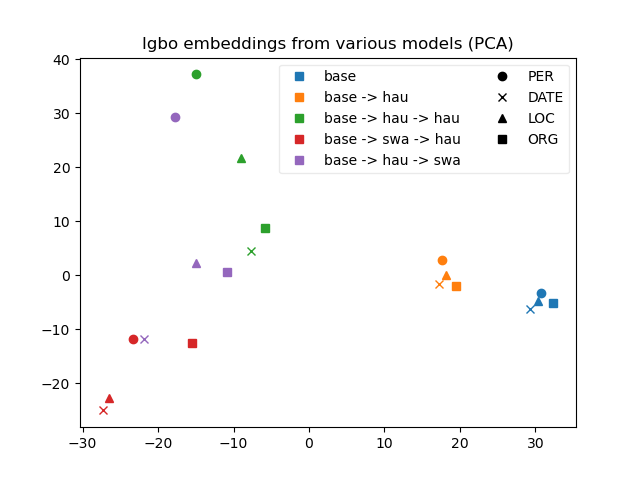 Igbo embeddings from various models (PCA)
40
30
20
10
0
−10
−20
−30
−20
−10
0
10
20
30
base
base -> hau
base -> hau -> hau
base -> swa -> hau
base -> hau -> swa
PER
DATE
LOC
ORG